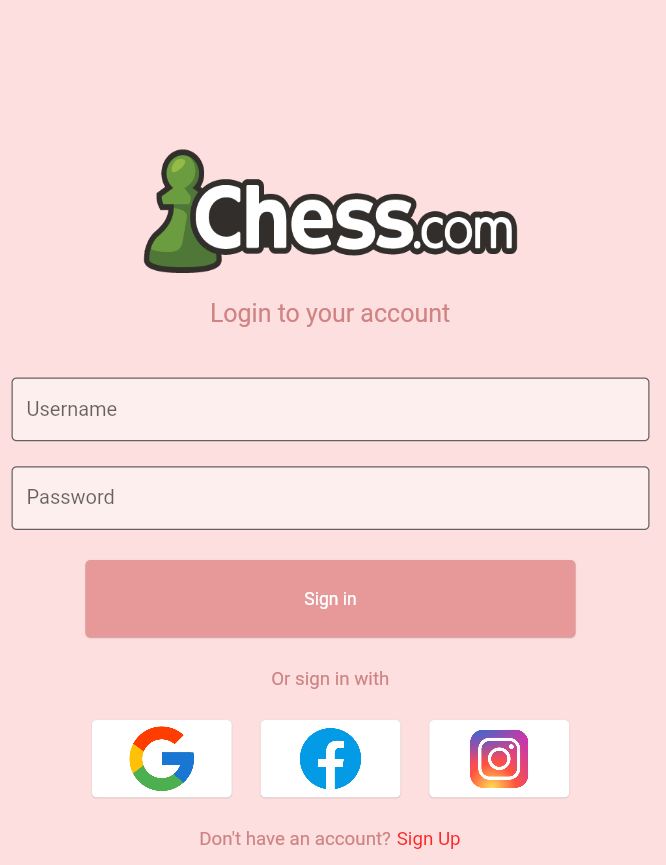 Chess.com
Login to your account
Username
Password
Sign in
Or sign in with
Don't have an account? Sign Up